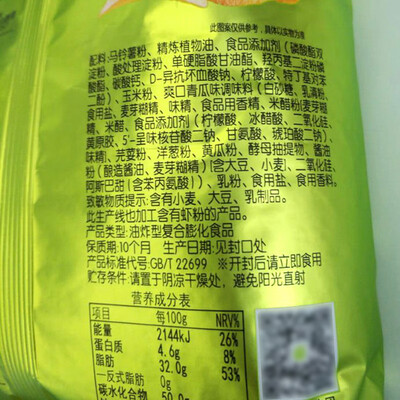 此图案仅供参考,具体以实物为准
配料:马铃薯粉、精炼植物油、食品添加剂(磷酸酯双
淀粉、酸处理淀粉、单硬脂酸甘油酯、羟丙基二淀粉磷
酸酯、碳酸钙、D-异抗坏血酸钠、柠檬酸、特丁基对苯
二酚)、玉米粉、爽口青瓜味调味料(白砂糖、乳清粉、
食用盐、麦芽糊精、味精、食品用香精、米醋粉(麦芽糊
精、米醋、食品添加剂(柠檬酸、冰醋酸、二氧化硅、
黄原胶、5'-呈味核苷酸二钠、甘氨酸、琥珀酸二钠)、
味精)、芫荽粉、洋葱粉、黄瓜粉、酵母抽提物、酱油
粉(酿造酱油、麦芽糊精)[含大豆、小麦]、二氧化硅、
阿斯巴甜(含苯丙氨酸))、乳粉、食用盐、食用香料。
致敏物质提示:含有小麦、大豆、乳制品。
此生产线也加工含有虾粉的食品
产品类型:油炸型复合膨化食品
保质期:10个月 生产日期:见封口处
产品标准代号:GB/T 22699 ※开封后请立即食用
贮存条件:请置于阴凉干燥处,避免阳光直射
营养成分表
项目 每100g NRV%
能量 2144kJ 26%
蛋白质 4.6g 8%
脂肪 32.0g 53%
-反式脂肪 0g
碳水化合物 50.0g